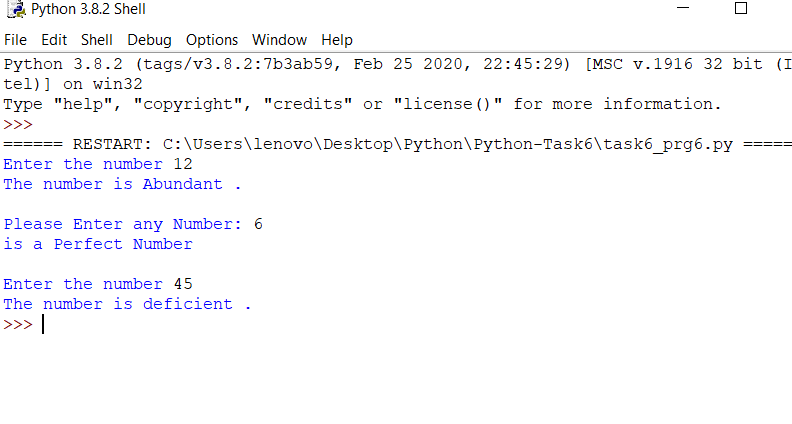 Python 3.8.2 Shell
File Edit Shell Debug Options Window Help
Python 3.8.2 (tags/v3.8.2:7b3ab59, Feb 25 2020, 22:45:29) [MSC v.1916 32 bit (I
tel)] on win32
Type "help", "copyright", "credits" or "license()" for more information.
>>>
====== RESTART: C:\Users\lenovo\Desktop\Python\Python-Task6\task6_prg6.py =====
Enter the number 12
The number is Abundant .
Please Enter any Number: 6
is a Perfect Number
Enter the number 45
The number is deficient .
>>>